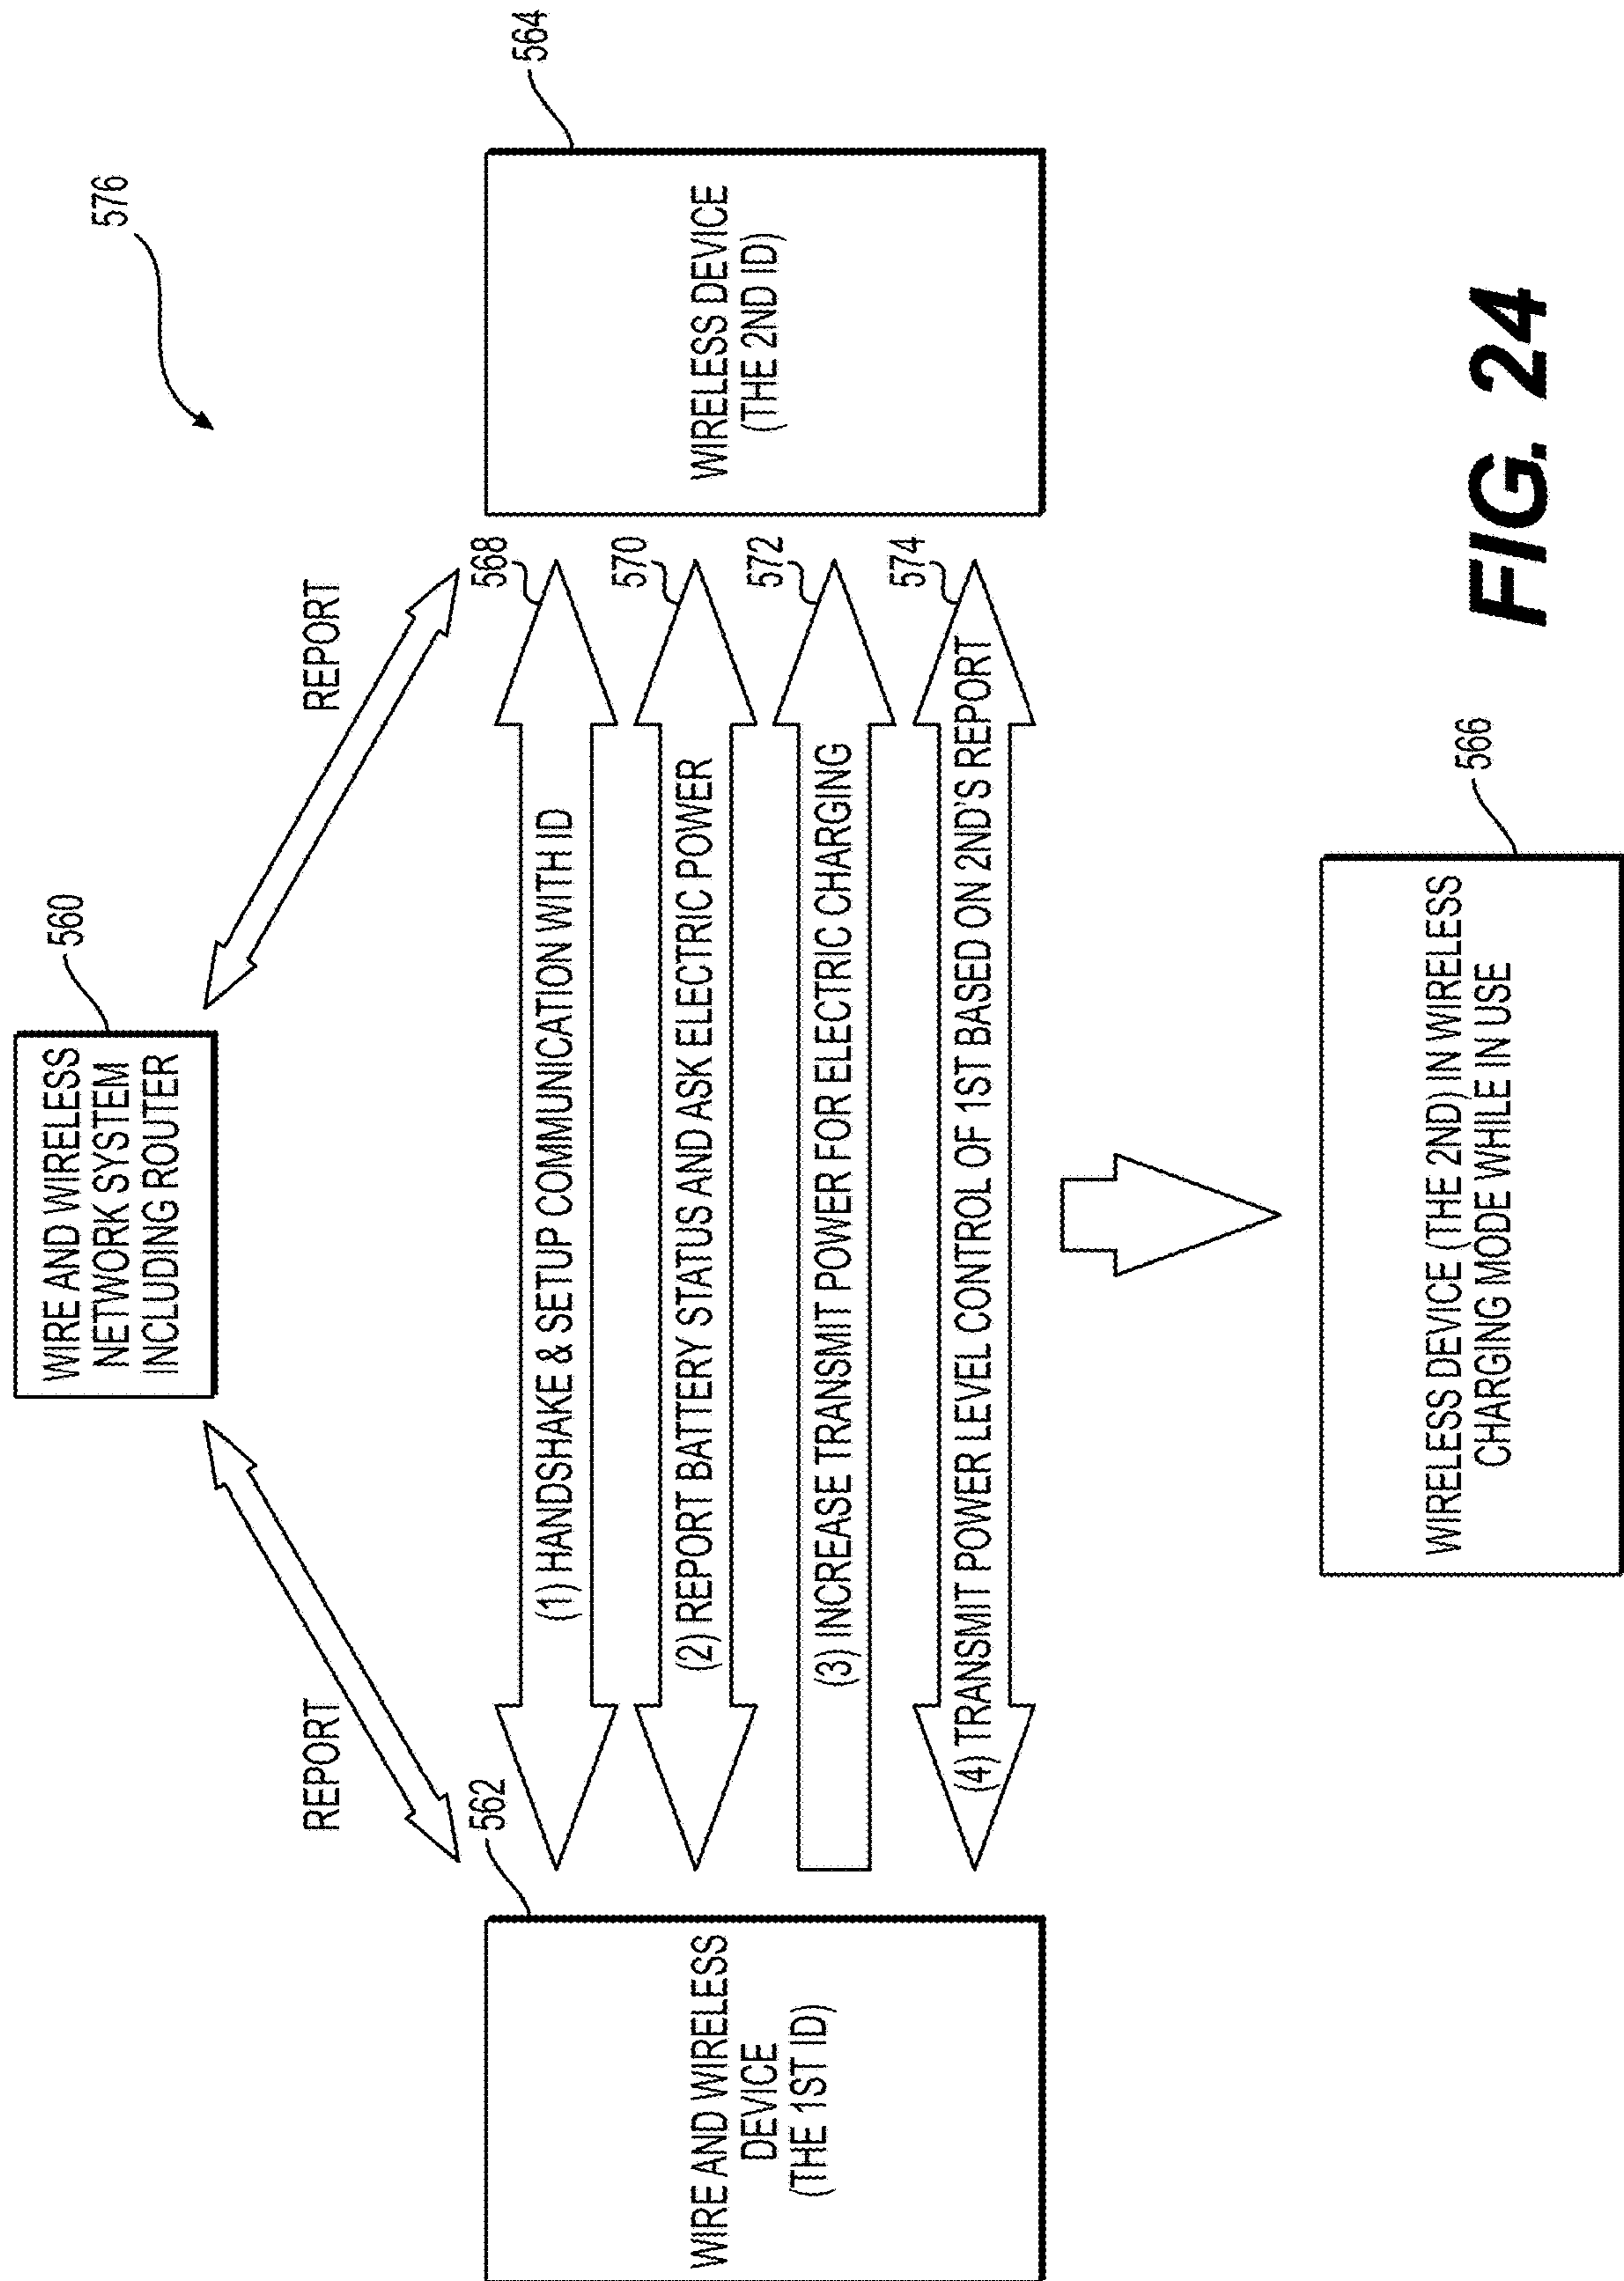 576
WIRE AND WIRELESS
NETWORK SYSTEM
INCLUDING ROUTER
560
REPORT
REPORT
562
564
WIRE AND WIRELESS
DEVICE
(THE 1ST ID)
WIRELESS DEVICE
(THE 2ND ID)
568
(1) HANDSHAKE & SETUP COMMUNICATION WITH ID
570
(2) REPORT BATTERY STATUS AND ASK ELECTRIC POWER
572
(3) INCREASE TRANSMIT POWER FOR ELECTRIC CHARGING
574
(4) TRANSMIT POWER LEVEL CONTROL OF 1ST BASED ON 2ND'S REPORT
566
WIRELESS DEVICE (THE 2ND) IN WIRELESS
CHARGING MODE WHILE IN USE
FIG. 24